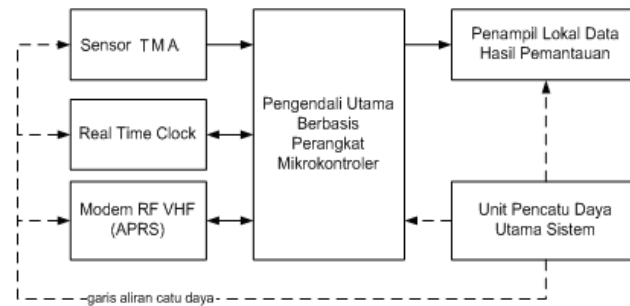 Sensor TMA
Real Time Clock
Modem RF VHF
(APRS)
Pengendali Utama
Berbasis
Perangkat
Mikrokontroler
Penampil Lokal Data
Hasil Pemantauan
Unit Pencatu Daya
Utama Sistem
garis aliran catu daya